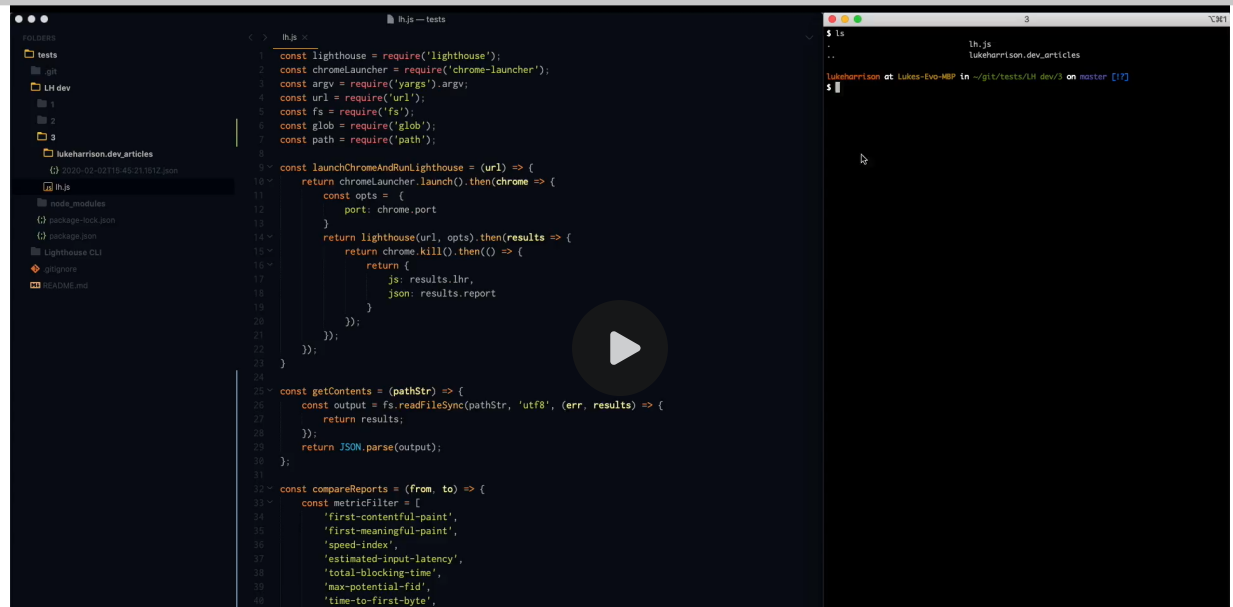 lh.js — tests
FOLDERS
tests
.git
LH dev
1
2
3
lukeharrison.dev_articles
2020-02-02T15:45:21.151Z.json
lh.js
node_modules
package-lock.json
package.json
Lighthouse CLI
.gitignore
README.md
lh.js ×
1 const lighthouse = require('lighthouse');
2 const chromeLauncher = require('chrome-launcher');
3 const argv = require('yargs').argv;
4 const url = require('url');
5 const fs = require('fs');
6 const glob = require('glob');
7 const path = require('path');
8
9 const launchChromeAndRunLighthouse = (url) => {
10 return chromeLauncher.launch().then(chrome => {
11 const opts = {
12 port: chrome.port
13 }
14 return lighthouse(url, opts).then(results => {
15 return chrome.kill().then(() => {
16 return {
17 js: results.lhr,
18 json: results.report
19 }
20 });
21 });
22 });
23 }
24
25 const getContents = (pathStr) => {
26 const output = fs.readFileSync(pathStr, 'utf8', (err, results) => {
27 return results;
28 });
29 return JSON.parse(output);
30 };
31
32 const compareReports = (from, to) => {
33 const metricFilter = [
34 'first-contentful-paint',
35 'first-meaningful-paint',
36 'speed-index',
37 'estimated-input-latency',
38 'total-blocking-time',
39 'max-potential-fid',
40 'time-to-first-byte',
3
⌥⌘1
$ ls
. lh.js
.. lukeharrison.dev_articles
lukeharrison at Lukes-Evo-MBP in ~/git/tests/LH dev/3 on master [!?]
$